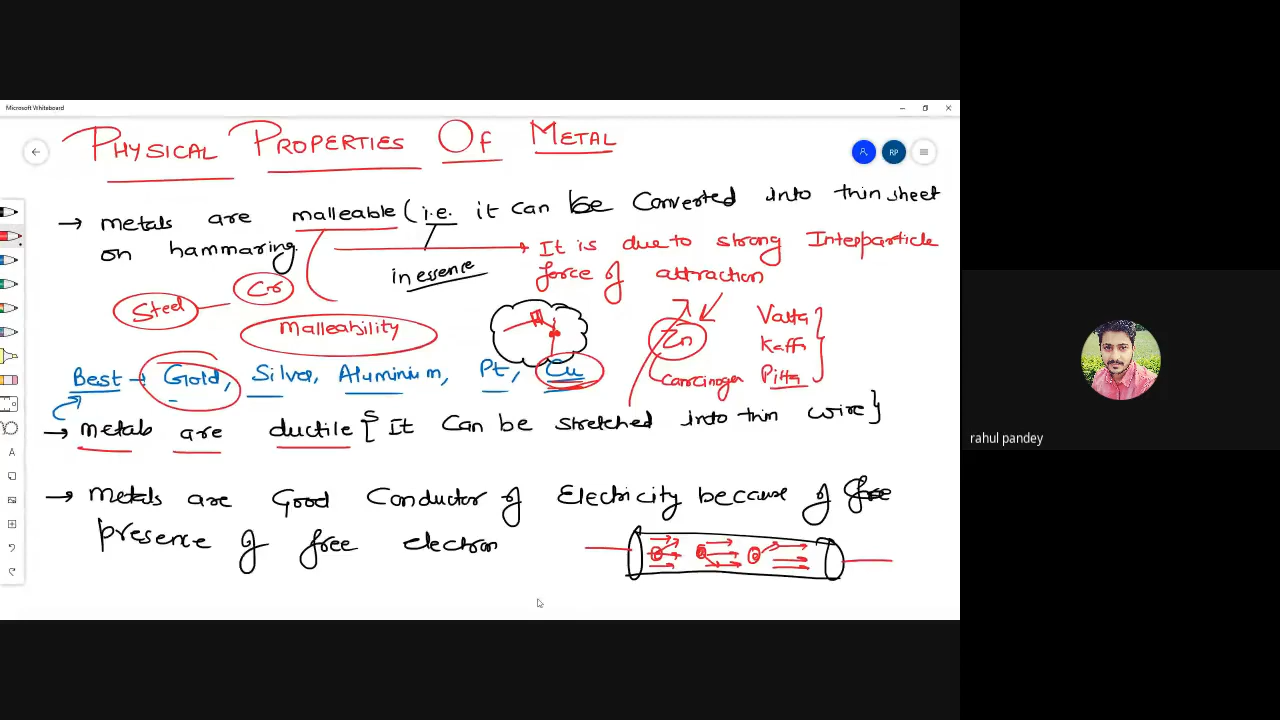 Microsoft Whiteboard
PHYSICAL PROPERTIES OF METAL
RP
→ metals are malleable (i.e. it can be Converted into thin sheet
on hammaring.
→ It is due to strong Interparticle
force of attraction
in essence
Steel
Cr
Malleability
Zn
Vatta
Kaffa
Pitta
carcinogen
Best → Gold, Silver, Aluminium, Pt, Cu
→ metals are ductile [It can be stretched into thin wire}
→ Metals are Good Conductor of Electricity because of free
presence of free electron
A
rahul pandey